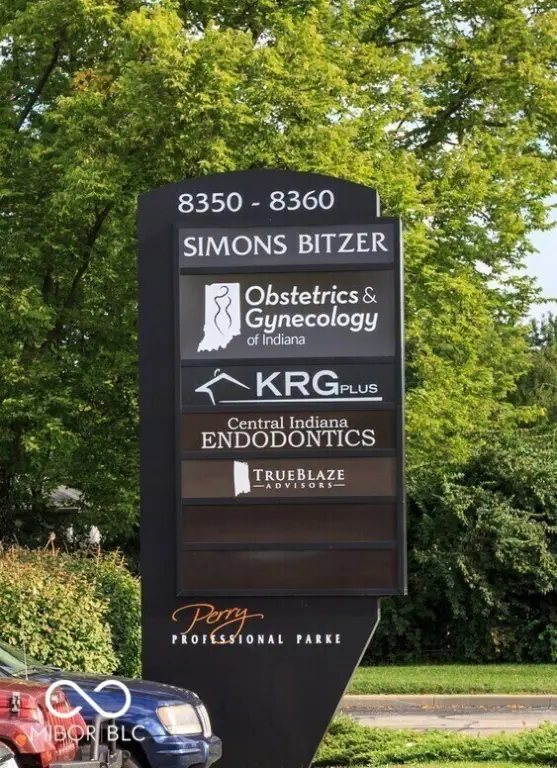 8350 - 8360
SIMONS BITZER
Obstetrics &
Gynecology
of Indiana
KRG PLUS
Central Indiana
ENDODONTICS
TRUEBLAZE
ADVISORS
Perry
PROFESSIONAL PARKE
MIBOR BLC